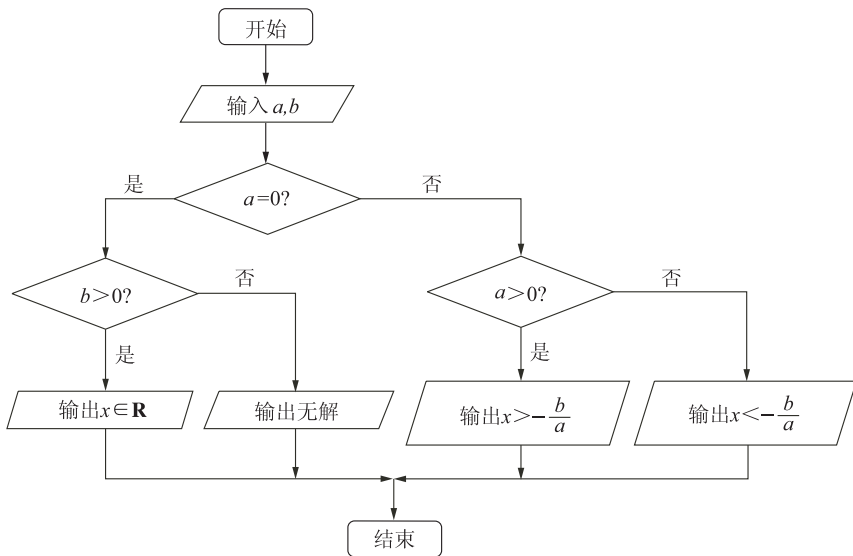 开始
输入 a,b
a=0?
是
否
b>0?
否
是
a>0?
否
是
输出x∈R
输出无解
输出x>-b/a
输出x<-b/a
结束